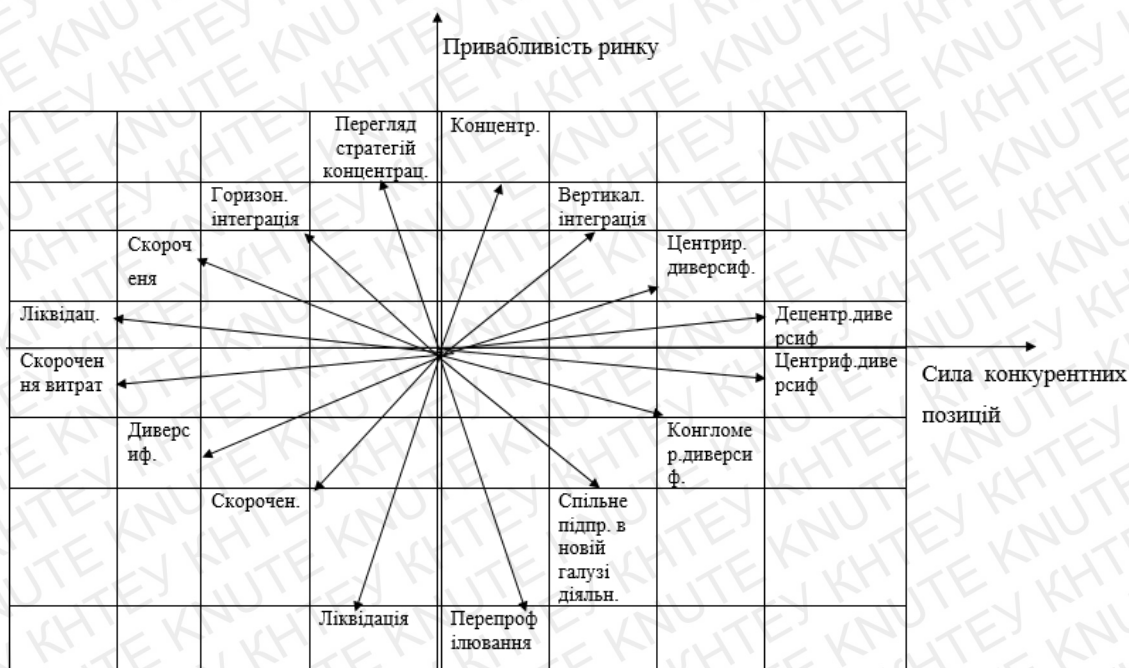 Привабливість ринку
Перегляд
стратегій
концентрац.
Концентр.
Горизон.
інтеграція
Вертикал.
інтеграція
Скороч
еня
Центрир.
диверсиф.
Ліквідац.
Децентр.диве
рсиф
Скорочен
ня витрат
Центриф.диве
рсиф
Сила конкурентних
позицій
Диверс
иф.
Конгломе
р.диверси
ф.
Скорочен.
Спільне
підпр. в
новій
галузі
діяльн.
Ліквідація
Перепроф
ілювання
KNUTE КНТЕУ